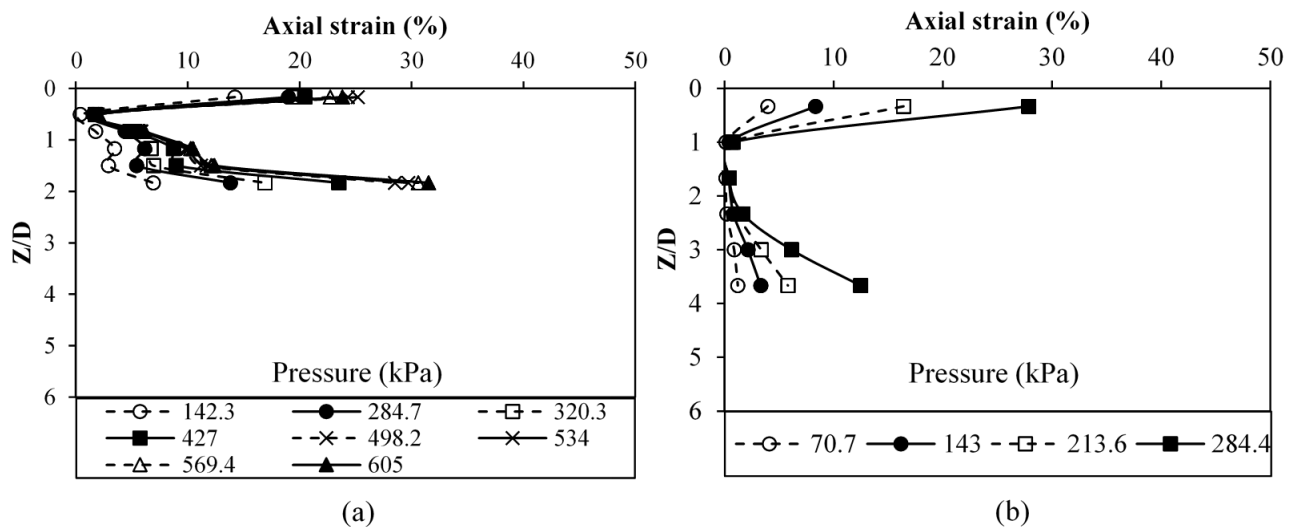 Axial strain (%)
0 10 20 30 40 50
0
1
2
3
4
5
6
Z/D
Pressure (kPa)
142.3 284.7 320.3
427 498.2 534
569.4 605
(a)
Axial strain (%)
0 10 20 30 40 50
0
1
2
3
4
5
6
Z/D
Pressure (kPa)
70.7 143 213.6 284.4
(b)